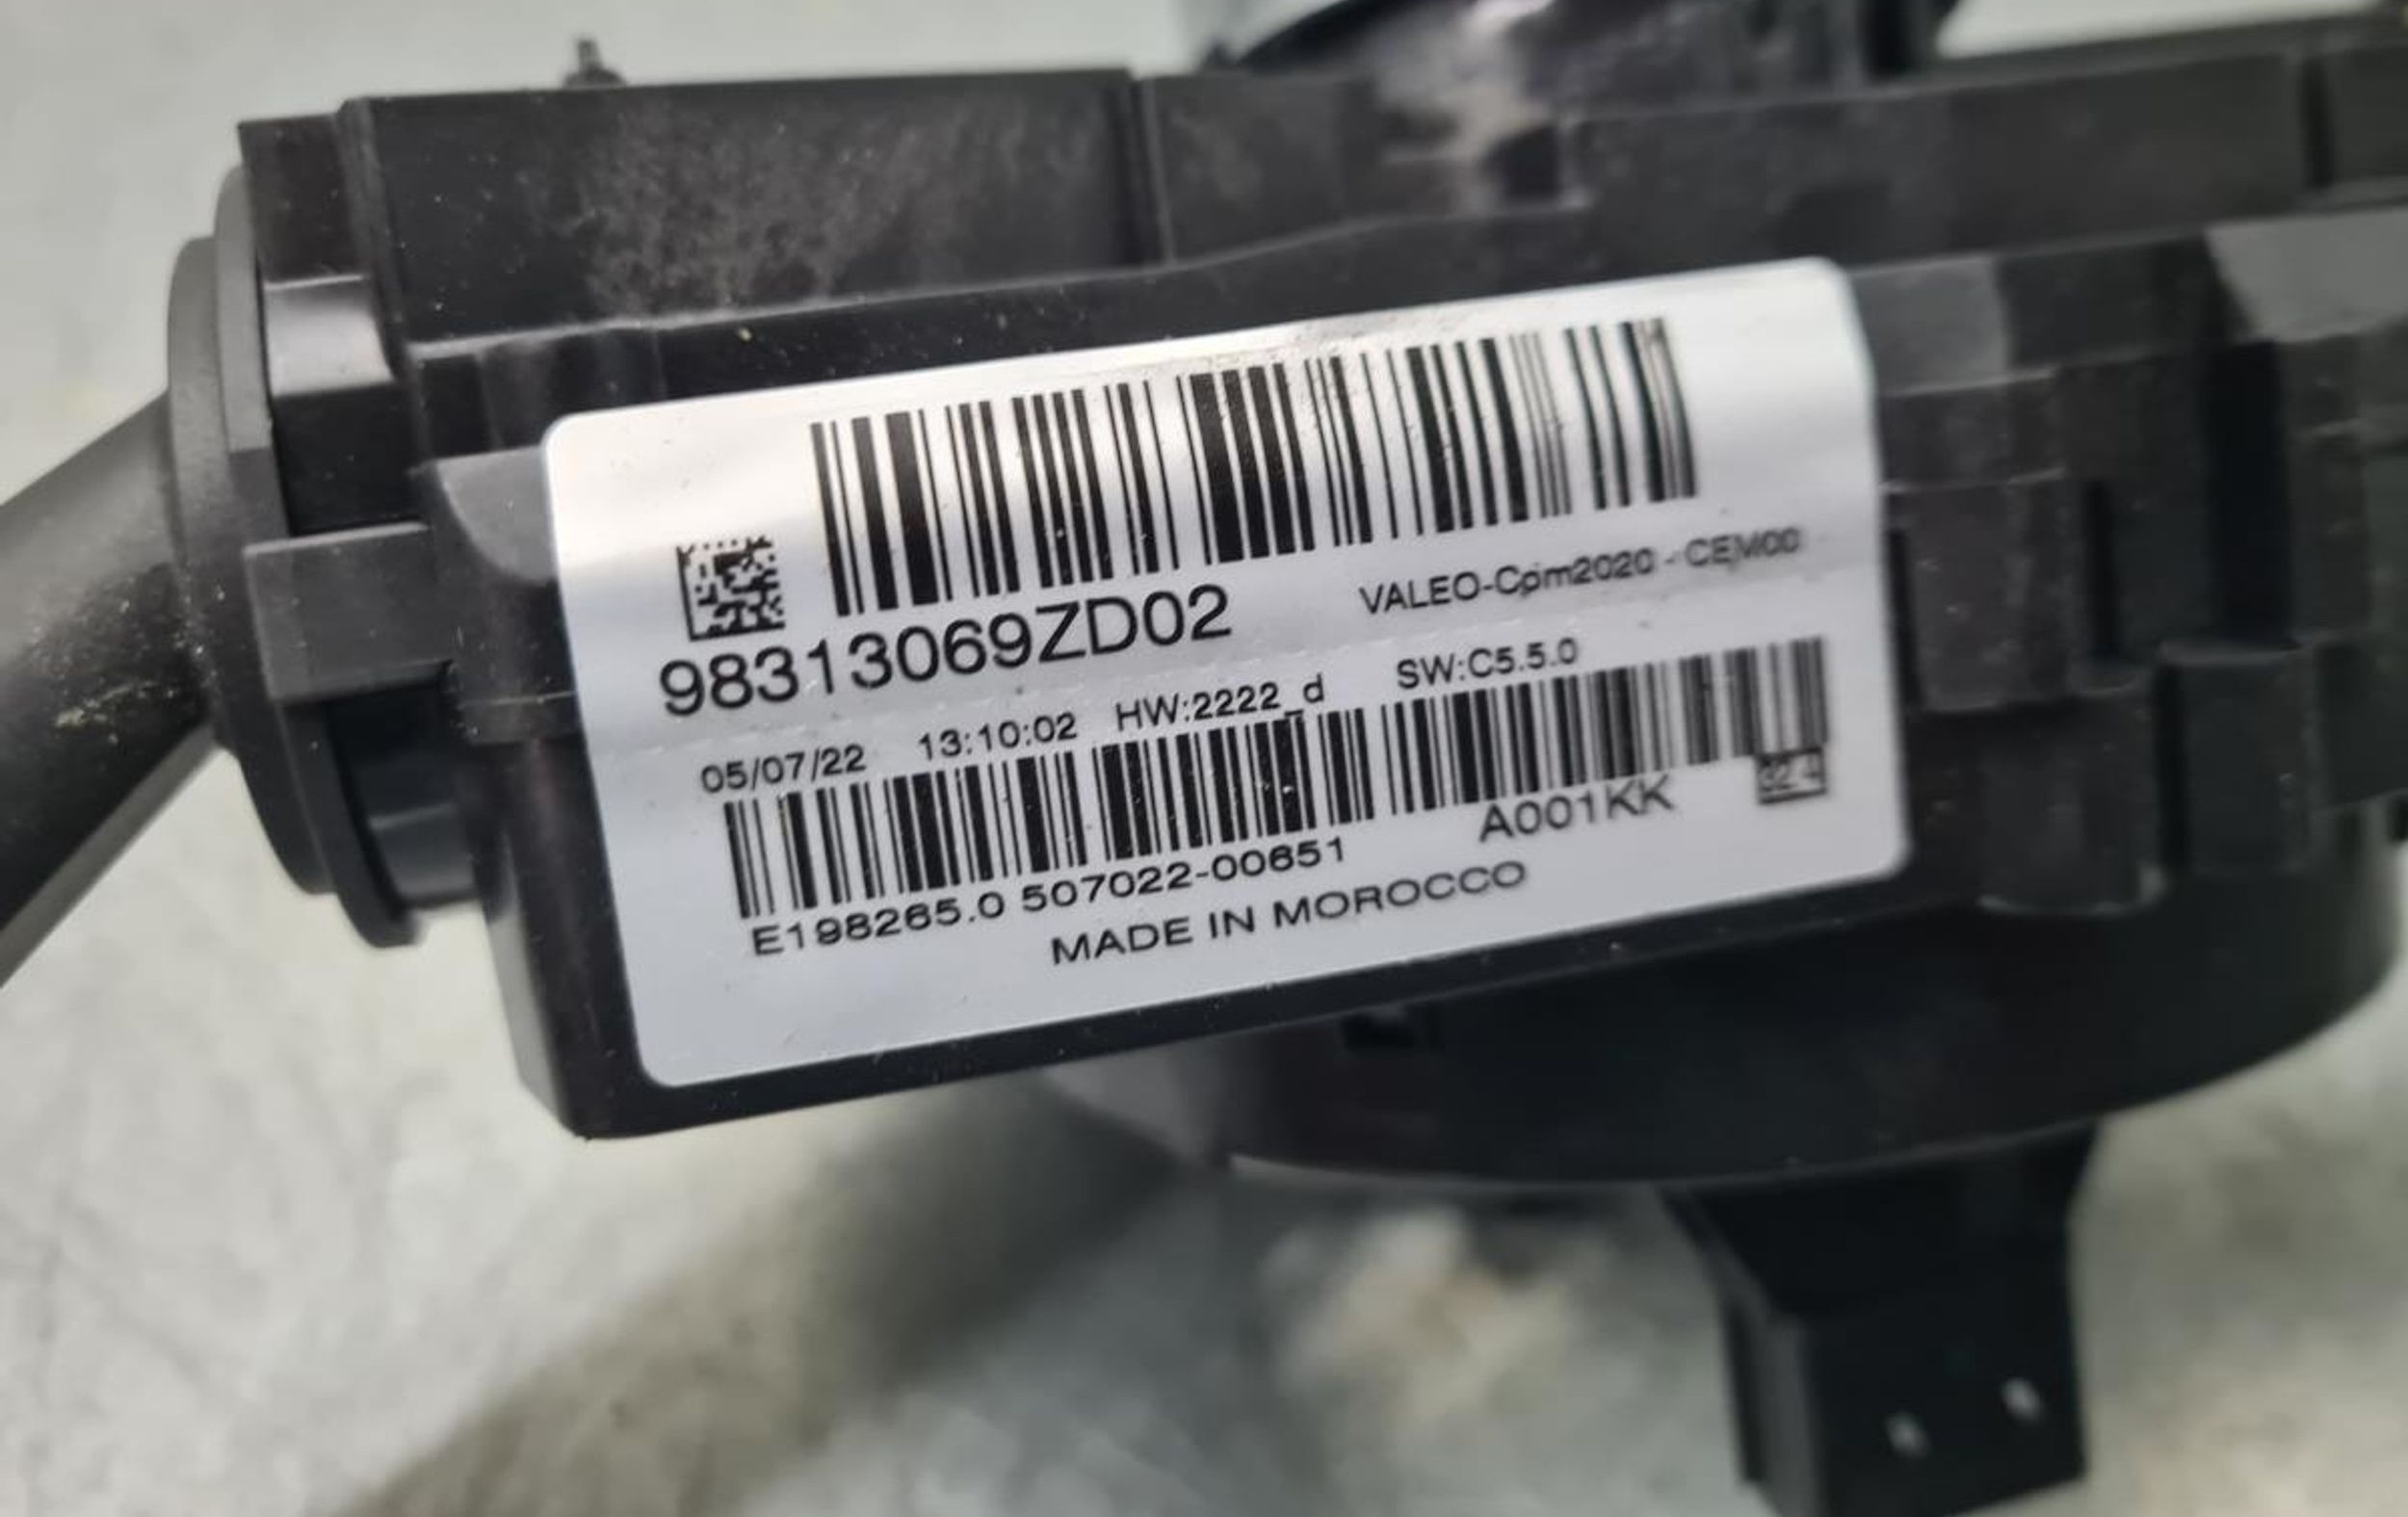 VALEO-Cpm2020 - CEM00
98313069ZD02
05/07/22 13:10:02 HW:2222_d SW:C5.5.0
E198265.0 507022-00651 A001KK
MADE IN MOROCCO